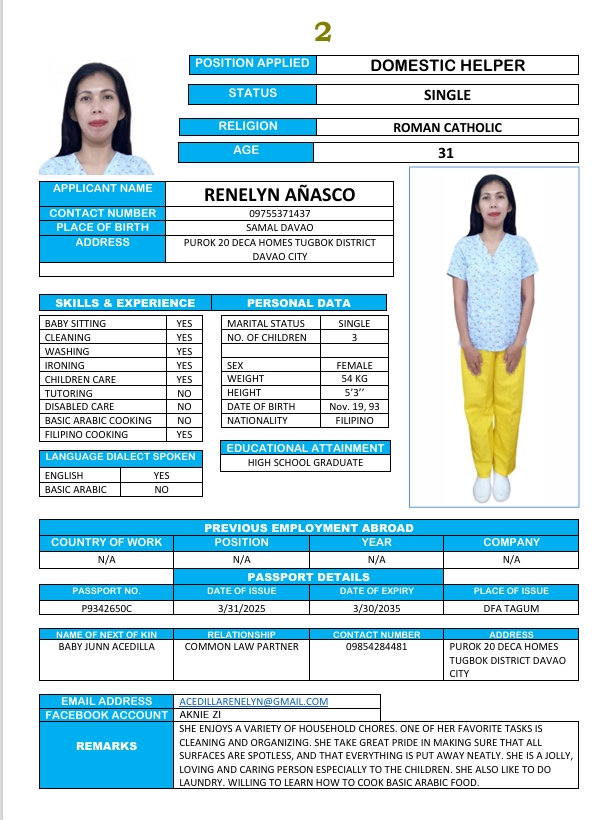 2
POSITION APPLIED DOMESTIC HELPER
STATUS SINGLE
RELIGION ROMAN CATHOLIC
AGE 31
APPLICANT NAME RENELYN AÑASCO
CONTACT NUMBER 09755371437
PLACE OF BIRTH SAMAL DAVAO
ADDRESS PUROK 20 DECA HOMES TUGBOK DISTRICT
DAVAO CITY
SKILLS & EXPERIENCE
BABY SITTING YES
CLEANING YES
WASHING YES
IRONING YES
CHILDREN CARE YES
TUTORING NO
DISABLED CARE NO
BASIC ARABIC COOKING NO
FILIPINO COOKING YES
LANGUAGE DIALECT SPOKEN
ENGLISH YES
BASIC ARABIC NO
PERSONAL DATA
MARITAL STATUS SINGLE
NO. OF CHILDREN 3
SEX FEMALE
WEIGHT 54 KG
HEIGHT 5'3''
DATE OF BIRTH Nov. 19, 93
NATIONALITY FILIPINO
EDUCATIONAL ATTAINMENT
HIGH SCHOOL GRADUATE
PREVIOUS EMPLOYMENT ABROAD
COUNTRY OF WORK POSITION YEAR COMPANY
N/A N/A N/A N/A
PASSPORT DETAILS
PASSPORT NO. DATE OF ISSUE DATE OF EXPIRY PLACE OF ISSUE
P9342650C 3/31/2025 3/30/2035 DFA TAGUM
NAME OF NEXT OF KIN RELATIONSHIP CONTACT NUMBER ADDRESS
BABY JUNN ACEDILLA COMMON LAW PARTNER 09854284481 PUROK 20 DECA HOMES
TUGBOK DISTRICT DAVAO
CITY
EMAIL ADDRESS ACEDILLARENELYN@GMAIL.COM
FACEBOOK ACCOUNT AKNIE ZI
REMARKS
SHE ENJOYS A VARIETY OF HOUSEHOLD CHORES. ONE OF HER FAVORITE TASKS IS
CLEANING AND ORGANIZING. SHE TAKE GREAT PRIDE IN MAKING SURE THAT ALL
SURFACES ARE SPOTLESS, AND THAT EVERYTHING IS PUT AWAY NEATLY. SHE IS A JOLLY,
LOVING AND CARING PERSON ESPECIALLY TO THE CHILDREN. SHE ALSO LIKE TO DO
LAUNDRY. WILLING TO LEARN HOW TO COOK BASIC ARABIC FOOD.